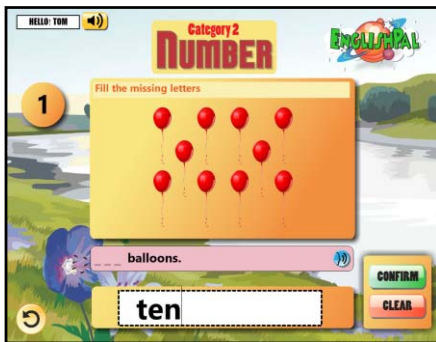 HELLO: TOM
Category 2
NUMBER
ENGLISHPAL
1
Fill the missing letters
_ _ _ balloons.
ten
CONFIRM
CLEAR